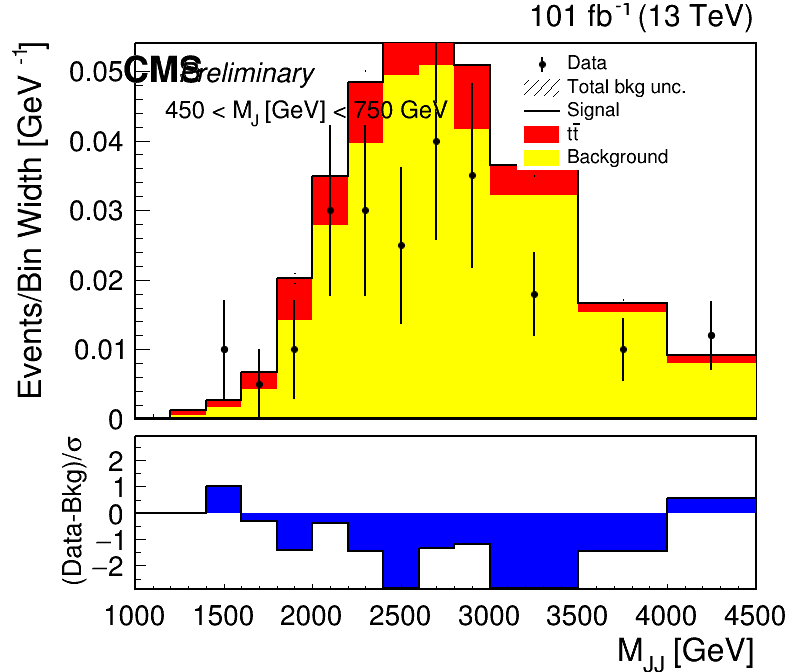 101 fb⁻¹ (13 TeV)
CMS Preliminary
450 < M_J [GeV] < 750 GeV
Data
Total bkg unc.
Signal
tt̄
Background
Events/Bin Width [GeV⁻¹]
0.05
0.04
0.03
0.02
0.01
0
(Data-Bkg)/σ
2
1
0
−1
−2
1000 1500 2000 2500 3000 3500 4000 4500
M_JJ [GeV]